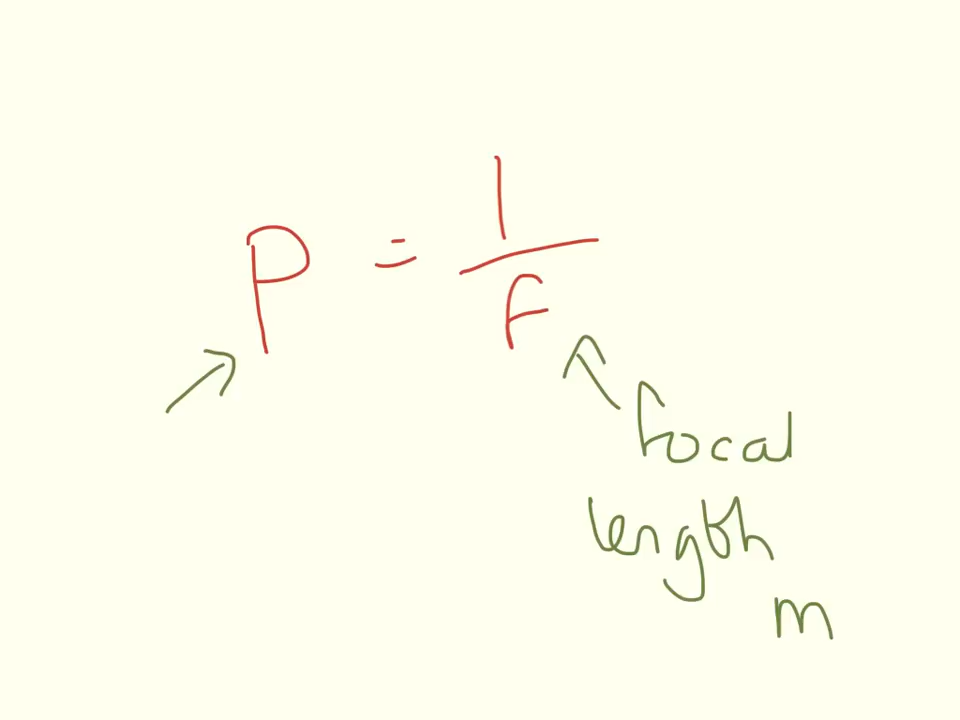 P = 1/F
focal
length
m